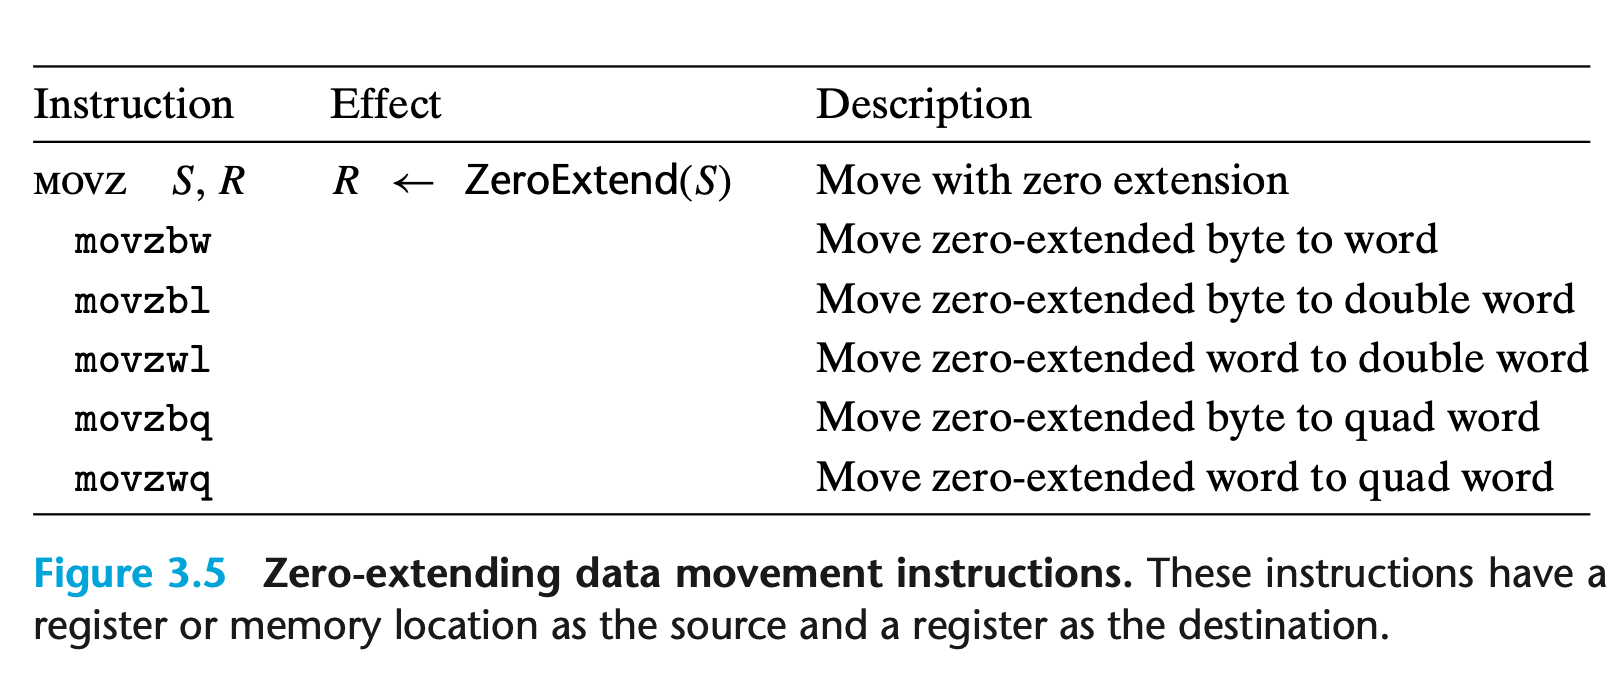 Instruction Effect Description
MOVZ S, R R ← ZeroExtend(S) Move with zero extension
movzbw Move zero-extended byte to word
movzbl Move zero-extended byte to double word
movzwl Move zero-extended word to double word
movzbq Move zero-extended byte to quad word
movzwq Move zero-extended word to quad word
Figure 3.5 Zero-extending data movement instructions. These instructions have a
register or memory location as the source and a register as the destination.